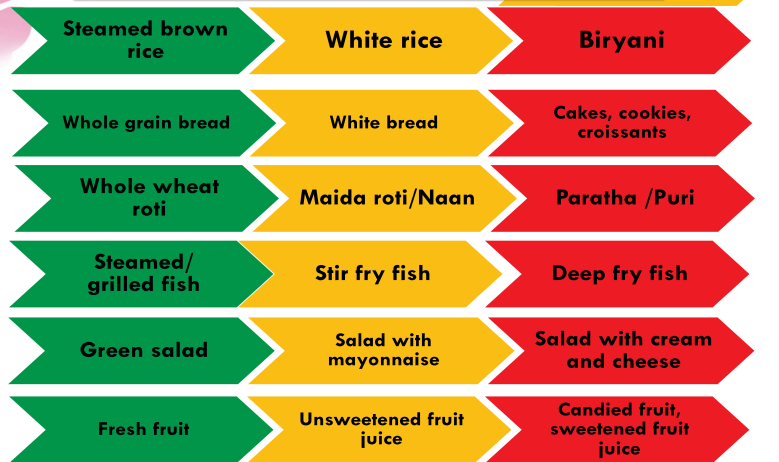 Steamed brown
rice
White rice
Biryani
Whole grain bread
White bread
Cakes, cookies,
croissants
Whole wheat
roti
Maida roti/Naan
Paratha /Puri
Steamed/
grilled fish
Stir fry fish
Deep fry fish
Green salad
Salad with
mayonnaise
Salad with cream
and cheese
Fresh fruit
Unsweetened fruit
juice
Candied fruit,
sweetened fruit
juice